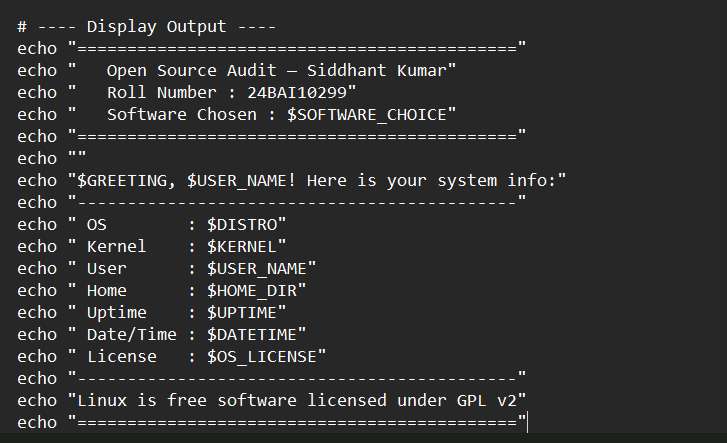 # ---- Display Output ----
echo "============================================"
echo "   Open Source Audit — Siddhant Kumar"
echo "   Roll Number : 24BAI10299"
echo "   Software Chosen : $SOFTWARE_CHOICE"
echo "============================================"
echo ""
echo "$GREETING, $USER_NAME! Here is your system info:"
echo "--------------------------------------------"
echo " OS        : $DISTRO"
echo " Kernel    : $KERNEL"
echo " User      : $USER_NAME"
echo " Home      : $HOME_DIR"
echo " Uptime    : $UPTIME"
echo " Date/Time : $DATETIME"
echo " License   : $OS_LICENSE"
echo "--------------------------------------------"
echo "Linux is free software licensed under GPL v2"
echo "============================================"